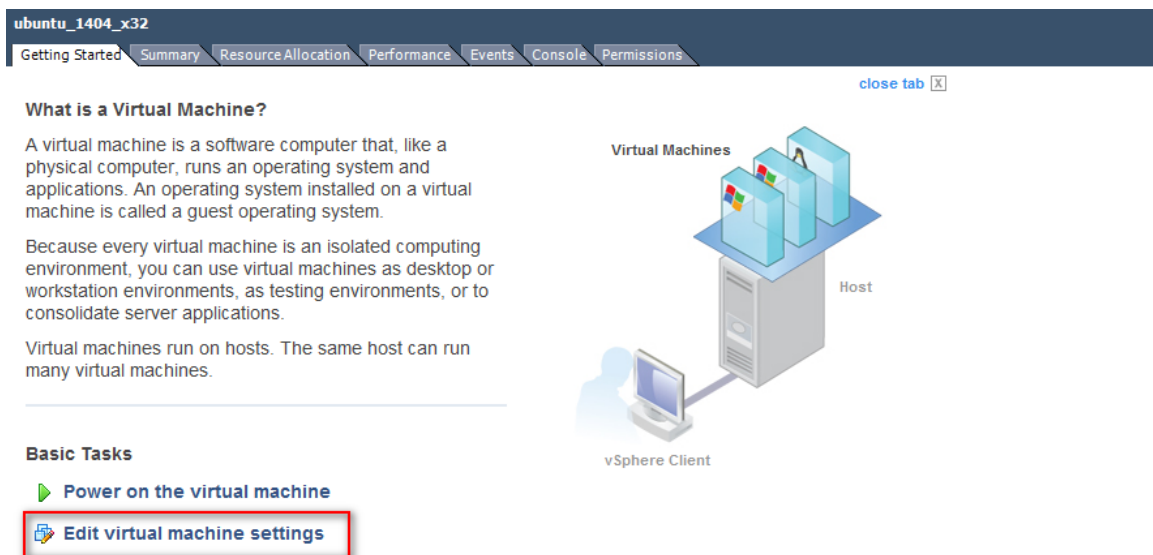 ubuntu_1404_x32
Getting Started Summary Resource Allocation Performance Events Console Permissions
close tab X
What is a Virtual Machine?
A virtual machine is a software computer that, like a
physical computer, runs an operating system and
applications. An operating system installed on a virtual
machine is called a guest operating system.
Because every virtual machine is an isolated computing
environment, you can use virtual machines as desktop or
workstation environments, as testing environments, or to
consolidate server applications.
Virtual machines run on hosts. The same host can run
many virtual machines.
Virtual Machines
Host
vSphere Client
Basic Tasks
Power on the virtual machine
Edit virtual machine settings